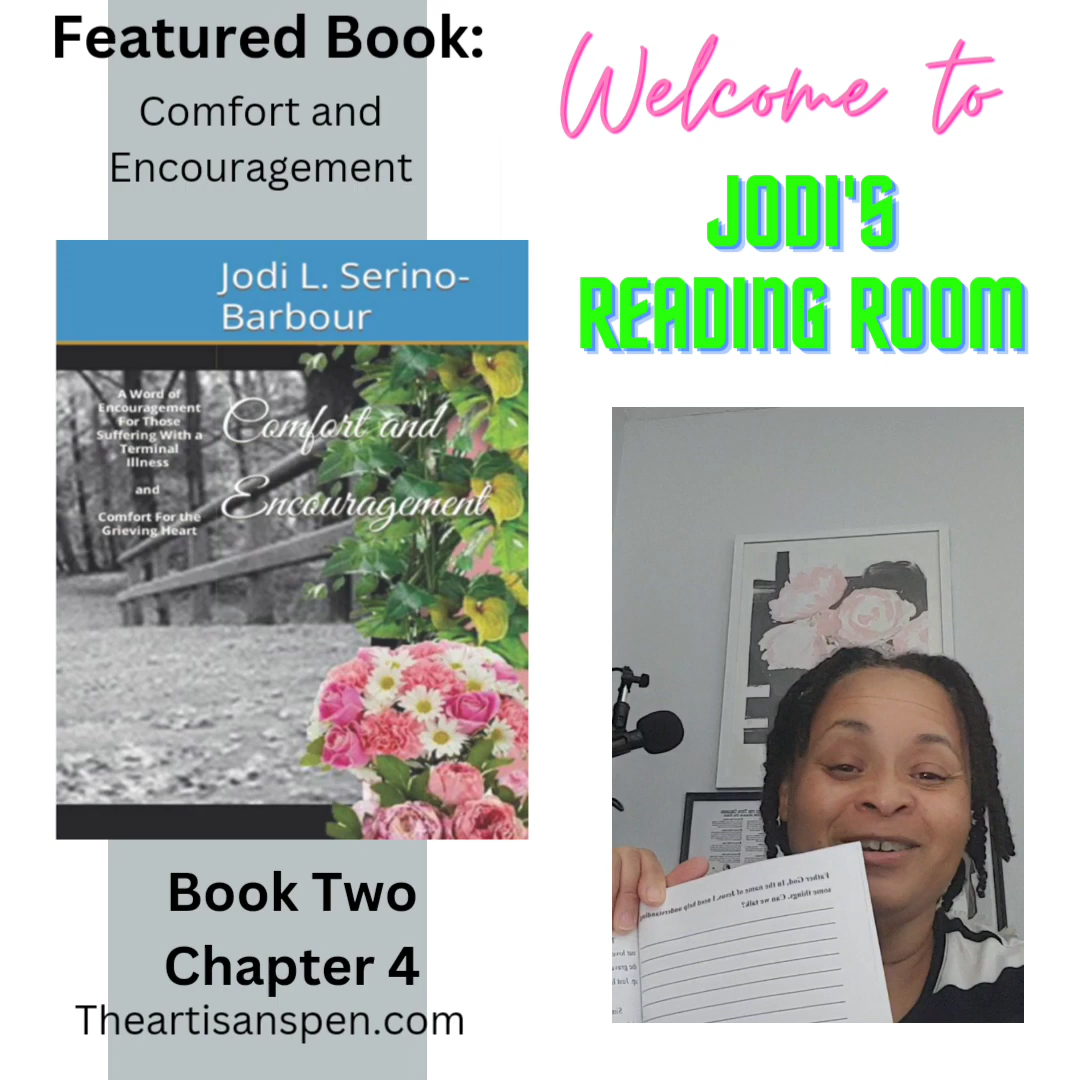 Featured Book:
Comfort and
Encouragement
Jodi L. Serino-
Barbour
A Word of
Encouragement
For Those
Suffering With a
Terminal
Illness
and
Comfort For the
Grieving Heart
Comfort and
Encouragement
Book Two
Chapter 4
Theartisanspen.com
Welcome to
JODI'S
READING ROOM
Father God, In the name of Jesus, I need help understanding
some things. Can we talk?